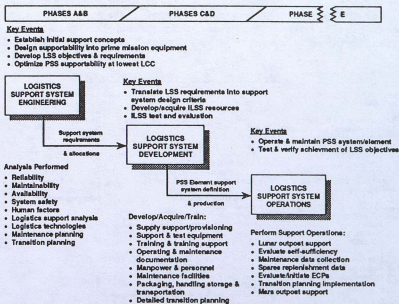 PHASES A&B
PHASES C&D
PHASE E
Key Events
• Establish initial support concepts
• Design supportability into prime mission equipment
• Develop LSS objectives & requirements
• Optimize PSS supportability at lowest LCC
LOGISTICS
SUPPORT SYSTEM
ENGINEERING
Support system
requirements
& allocations
Analysis Performed
• Reliability
• Maintainability
• Availability
• System safety
• Human factors
• Logistics support analysis
• Logistics technologies
• Maintenance planning
• Transition planning
Key Events
• Translate LSS requirements into support
system design criteria
• Develop/acquire ILSS resources
• ILSS test and evaluation
LOGISTICS
SUPPORT SYSTEM
DEVELOPMENT
PSS Element support
system definition
& production
Develop/Acquire/Train:
• Supply support/provisioning
• Support & test equipment
• Training & training support
• Operating & maintenance
documentation
• Manpower & personnel
• Maintenance facilities
• Packaging, handling storage &
transportation
• Detailed transition planning
Key Events
• Operate & maintain PSS system/element
• Test & verify achievment of LSS objectives
LOGISTICS
SUPPORT SYSTEM
OPERATIONS
Perform Support Operations:
• Lunar outpost support
• Evaluate self-sufficiency
• Maintenance data collection
• Spares replenishment data
• Evaluate/initiate ECPs
• Transition planning implementation
• Mars outpost support